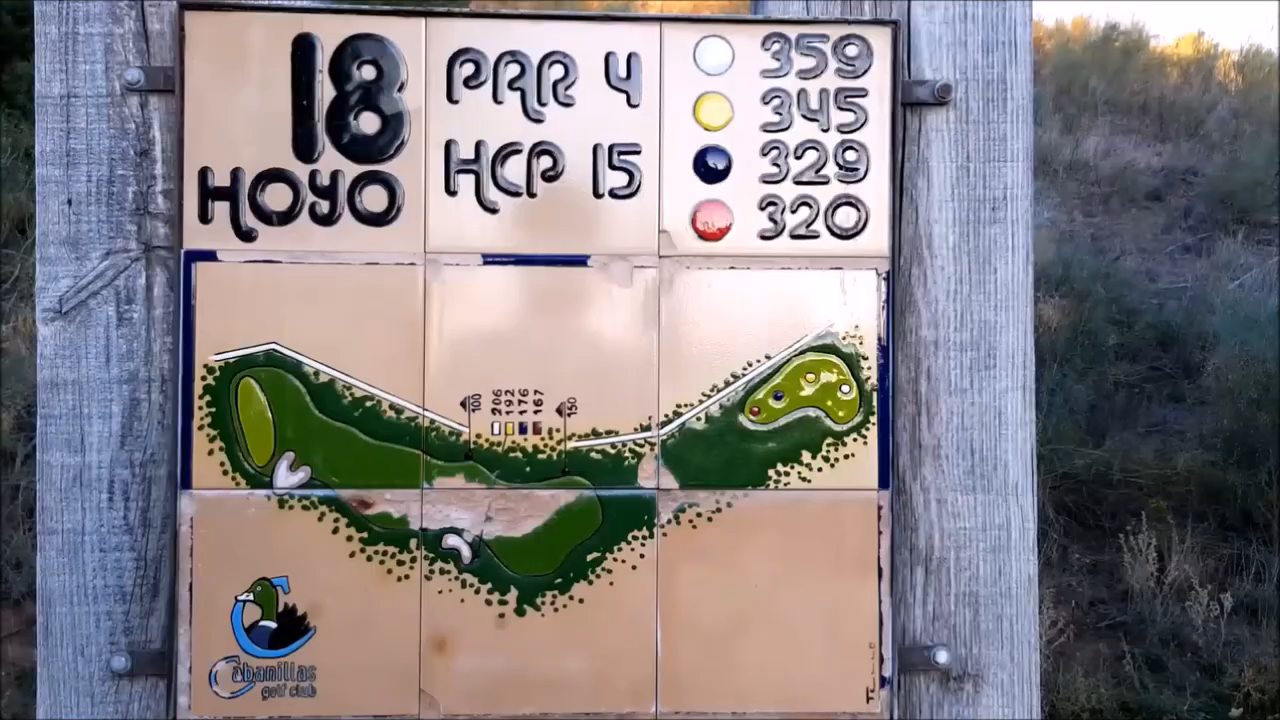 18
HOYO
PAR 4
HCP 15
359
345
329
320
100
206
192
176
167
150
Cabanillas
golf club